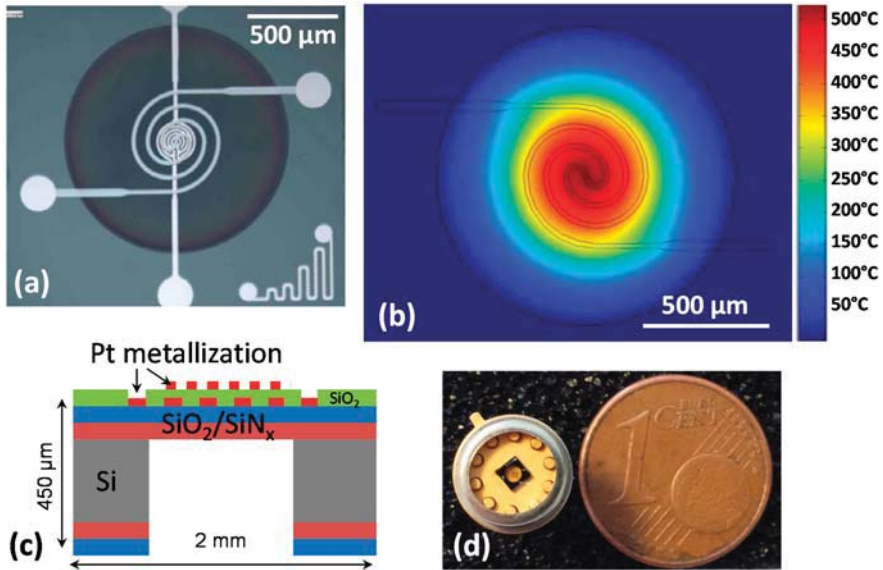 500 µm
(a)
500°C
450°C
400°C
350°C
300°C
250°C
200°C
150°C
100°C
50°C
500 µm
(b)
Pt metallization
SiO₂
SiO₂/SiNₓ
Si
450 µm
2 mm
(c)
1
CENT
(d)